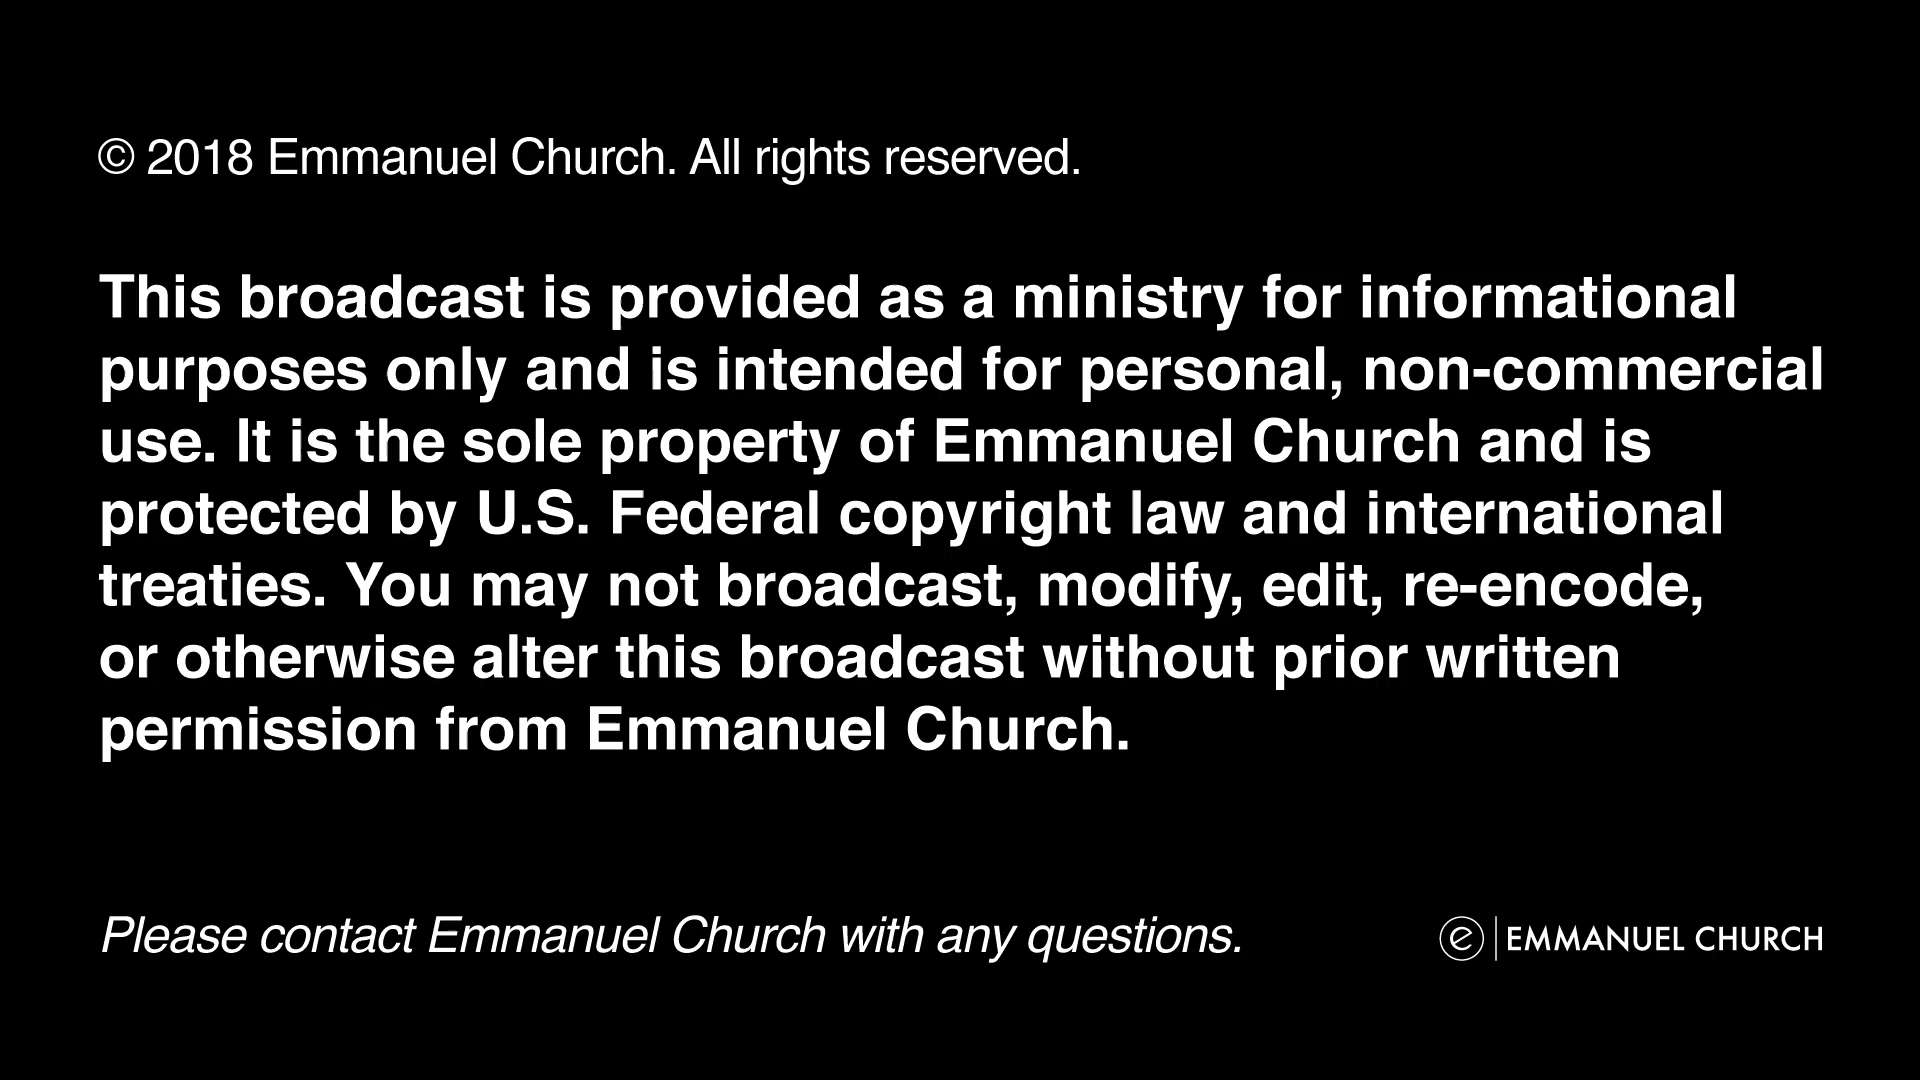 © 2018 Emmanuel Church. All rights reserved.
This broadcast is provided as a ministry for informational
purposes only and is intended for personal, non-commercial
use. It is the sole property of Emmanuel Church and is
protected by U.S. Federal copyright law and international
treaties. You may not broadcast, modify, edit, re-encode,
or otherwise alter this broadcast without prior written
permission from Emmanuel Church.
Please contact Emmanuel Church with any questions.
e EMMANUEL CHURCH